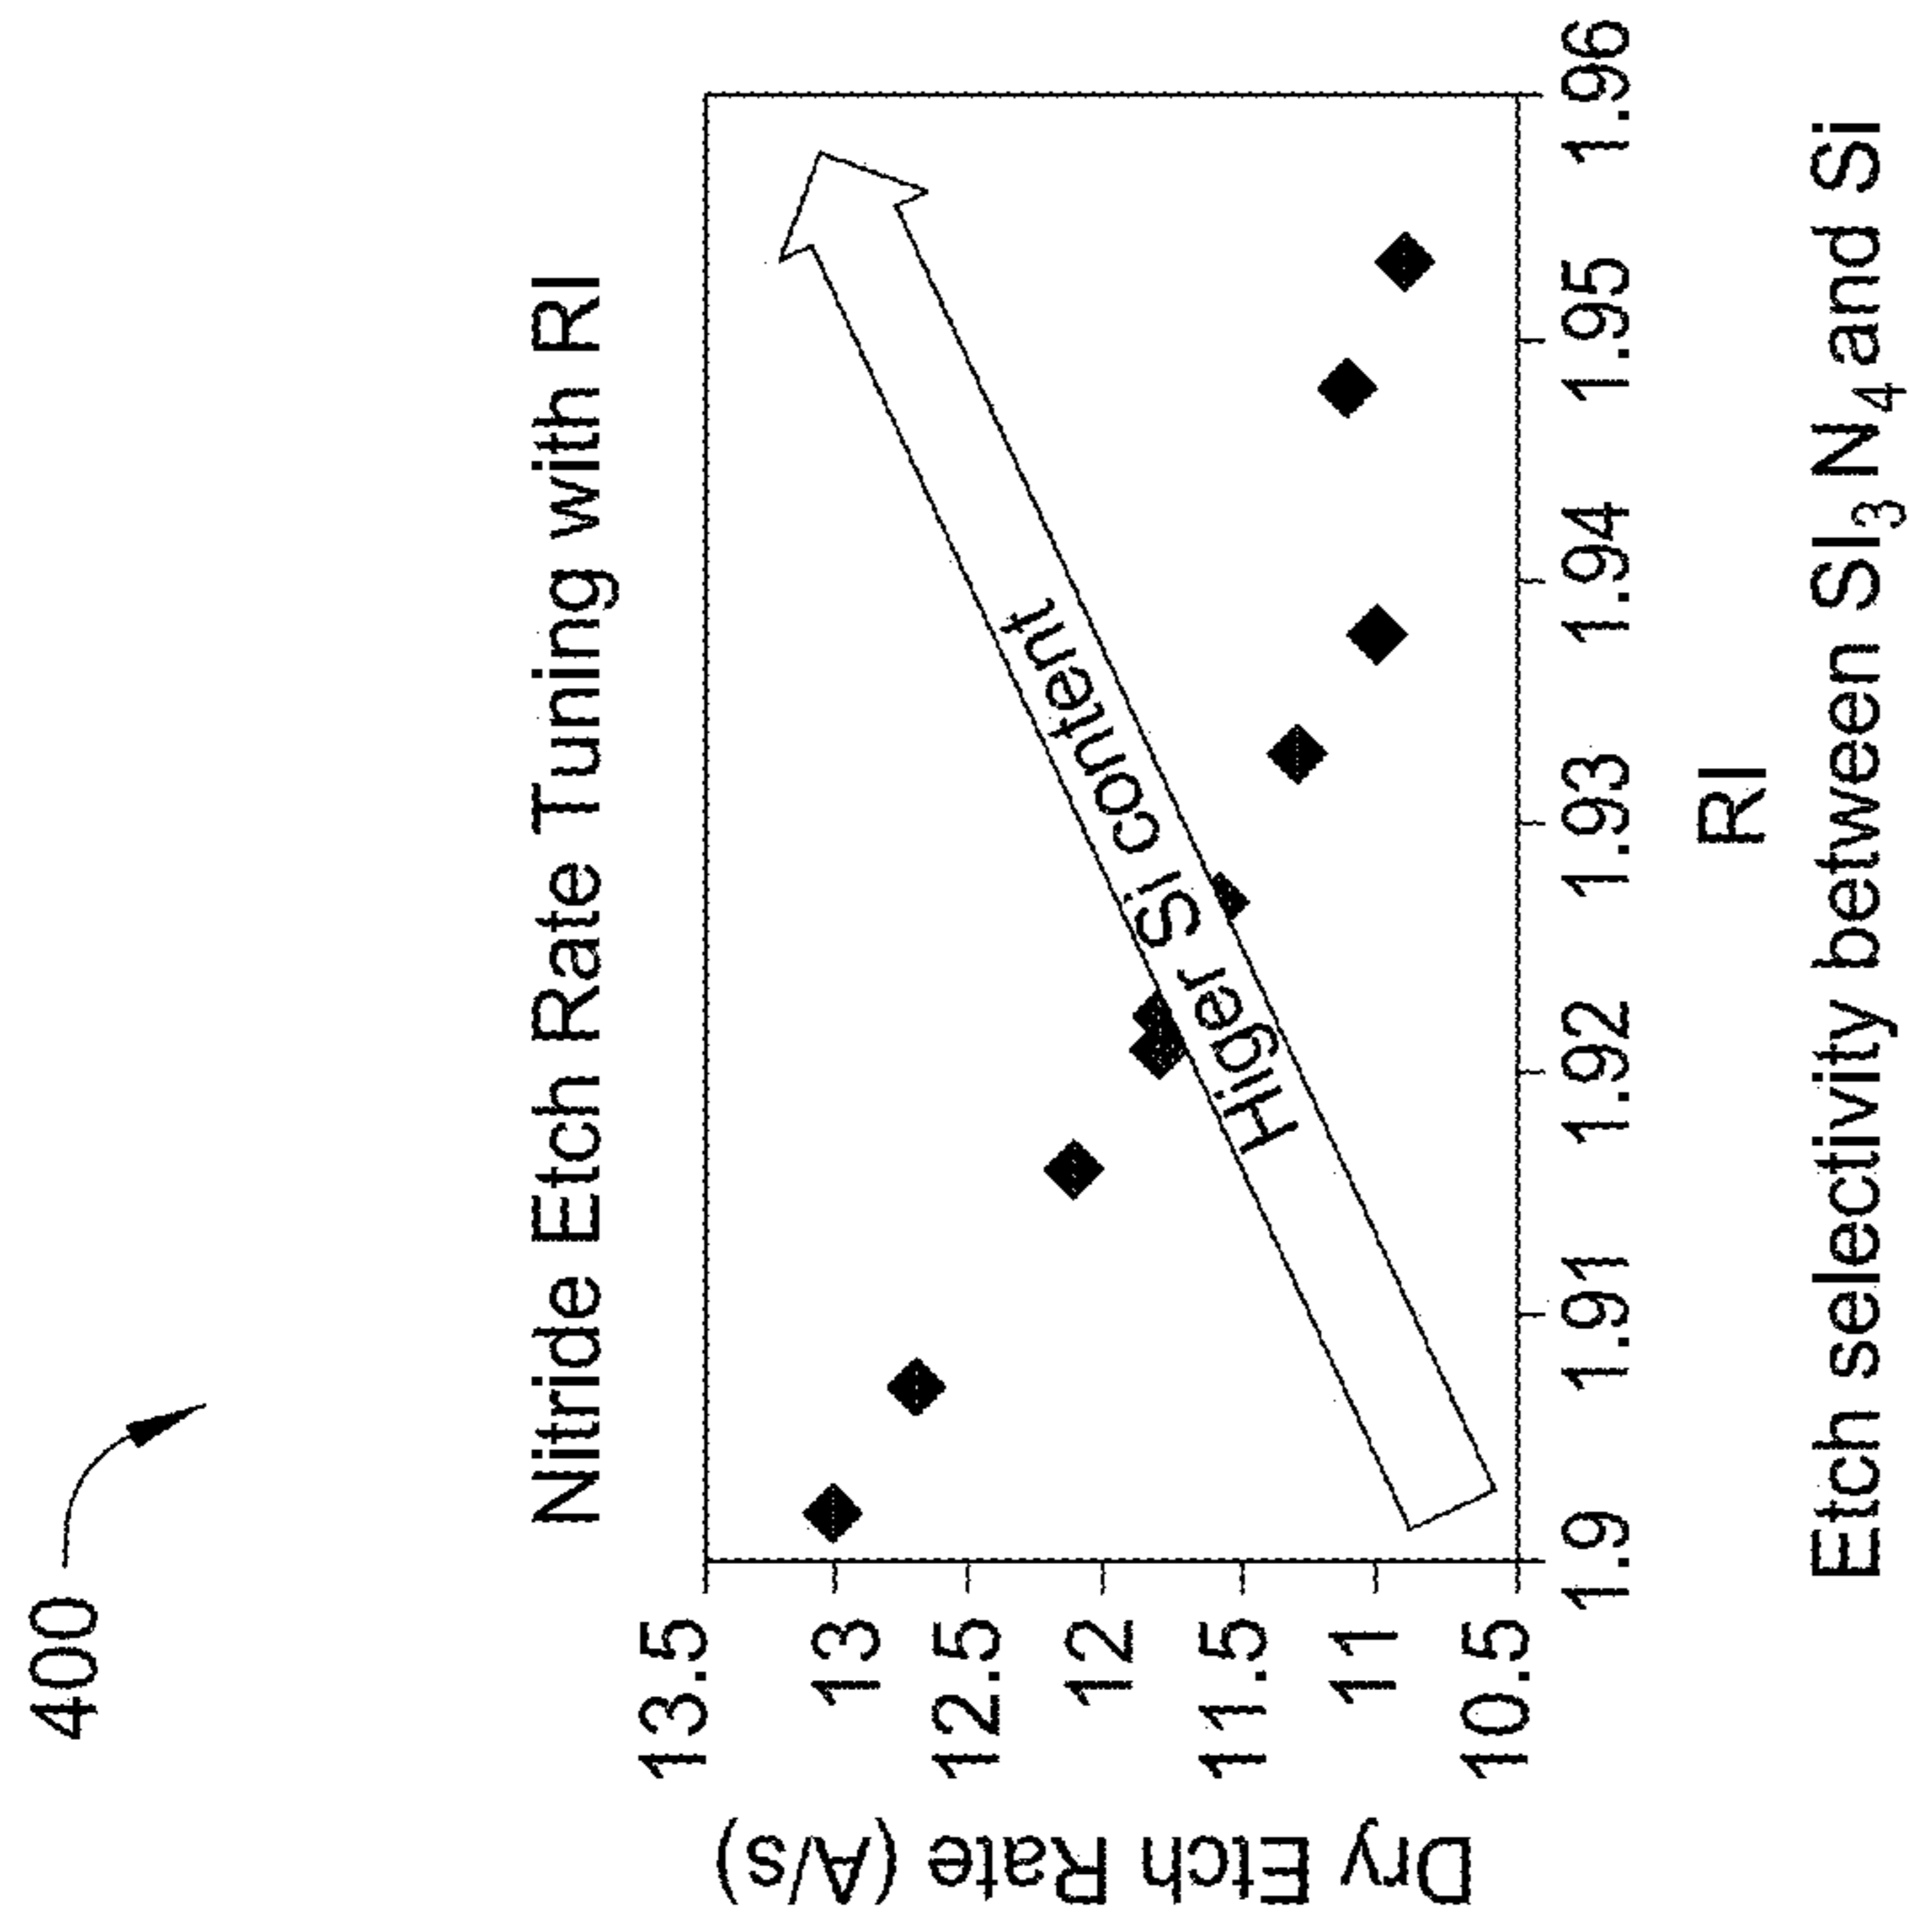 400
Nitride Etch Rate Tuning with RI
Dry Etch Rate (A/s)
13.5
13
12.5
12
11.5
11
10.5
Higer Si content
1.9 1.91 1.92 1.93 1.94 1.95 1.96
RI
Etch selectivity between SI3N4 and Si